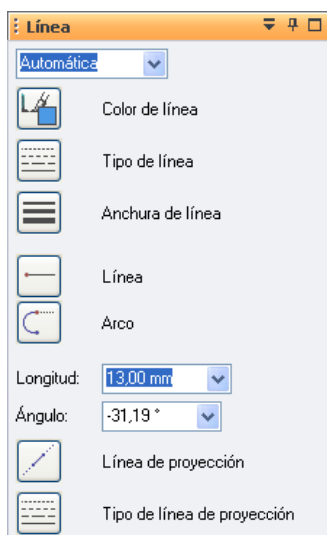 Línea
Automática
Color de línea
Tipo de línea
Anchura de línea
Línea
Arco
Longitud: 13,00 mm
Ángulo: -31,19 °
Línea de proyección
Tipo de línea de proyección